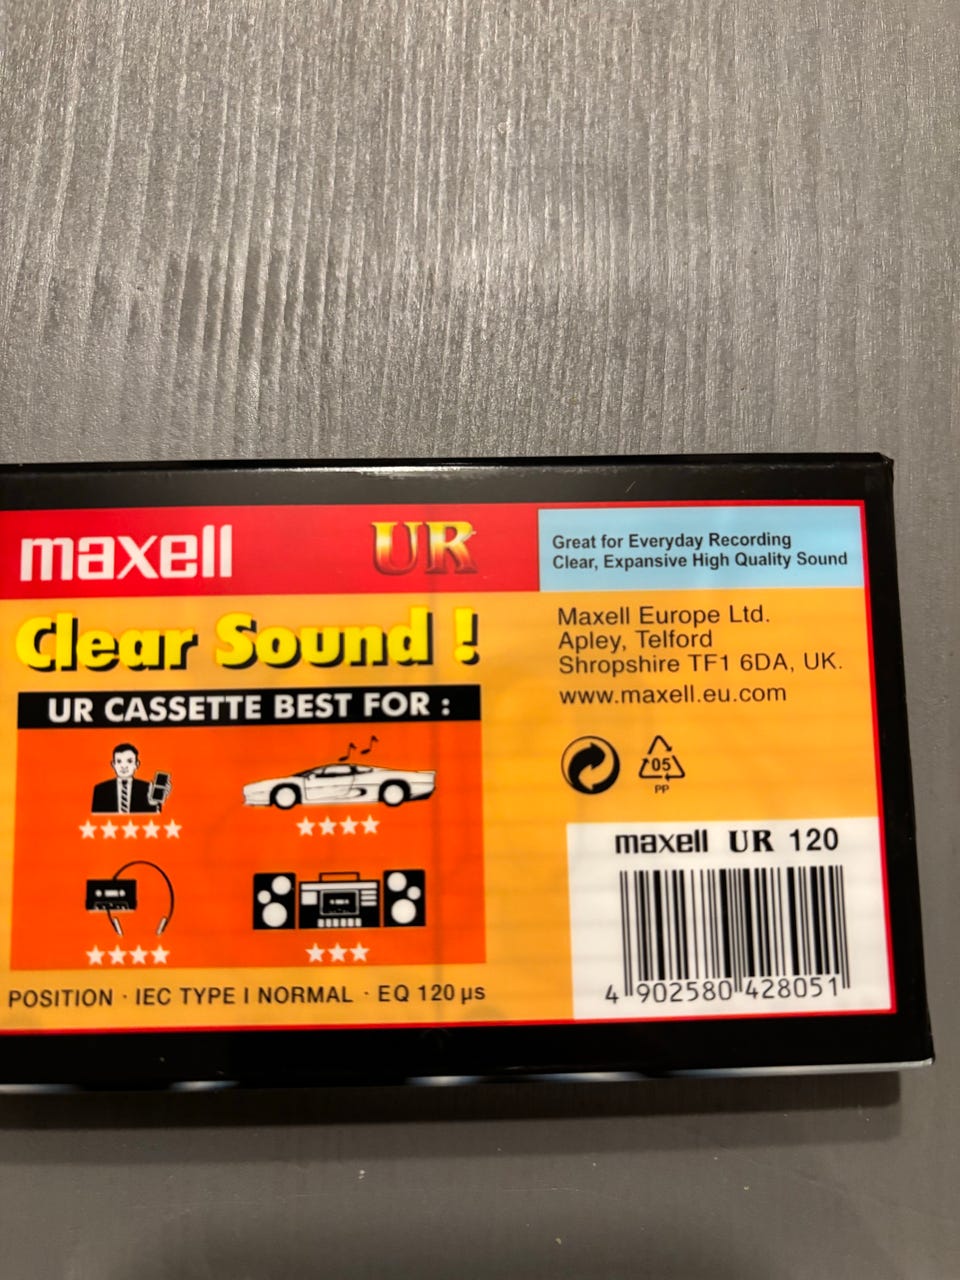 maxell UR
Great for Everyday Recording
Clear, Expansive High Quality Sound
Clear Sound !
UR CASSETTE BEST FOR :
POSITION · IEC TYPE I NORMAL · EQ 120 µs
Maxell Europe Ltd.
Apley, Telford
Shropshire TF1 6DA, UK.
www.maxell.eu.com
05
PP
maxell UR 120
4 902580 428051